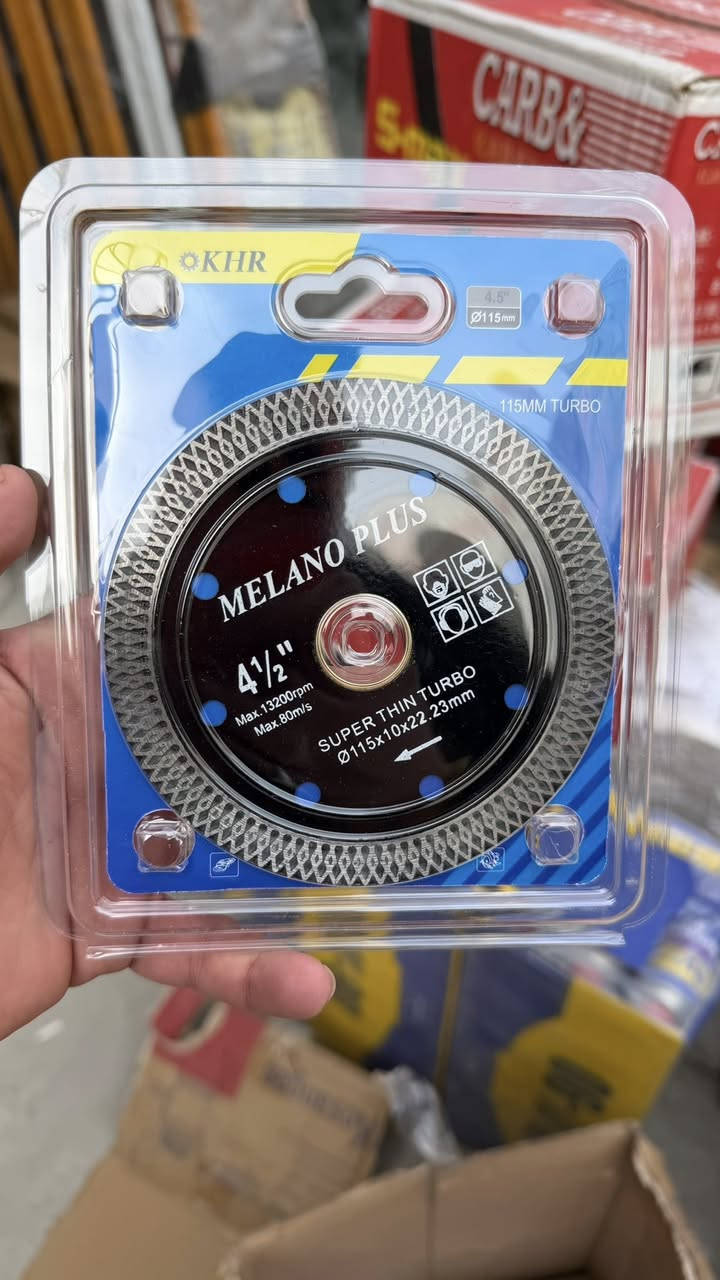 CARB&
KHR
4.5"
Ø115mm
115MM TURBO
MELANO PLUS
4½"
Max.13200rpm
Max.80m/s
SUPER THIN TURBO
Ø115x10x22.23mm